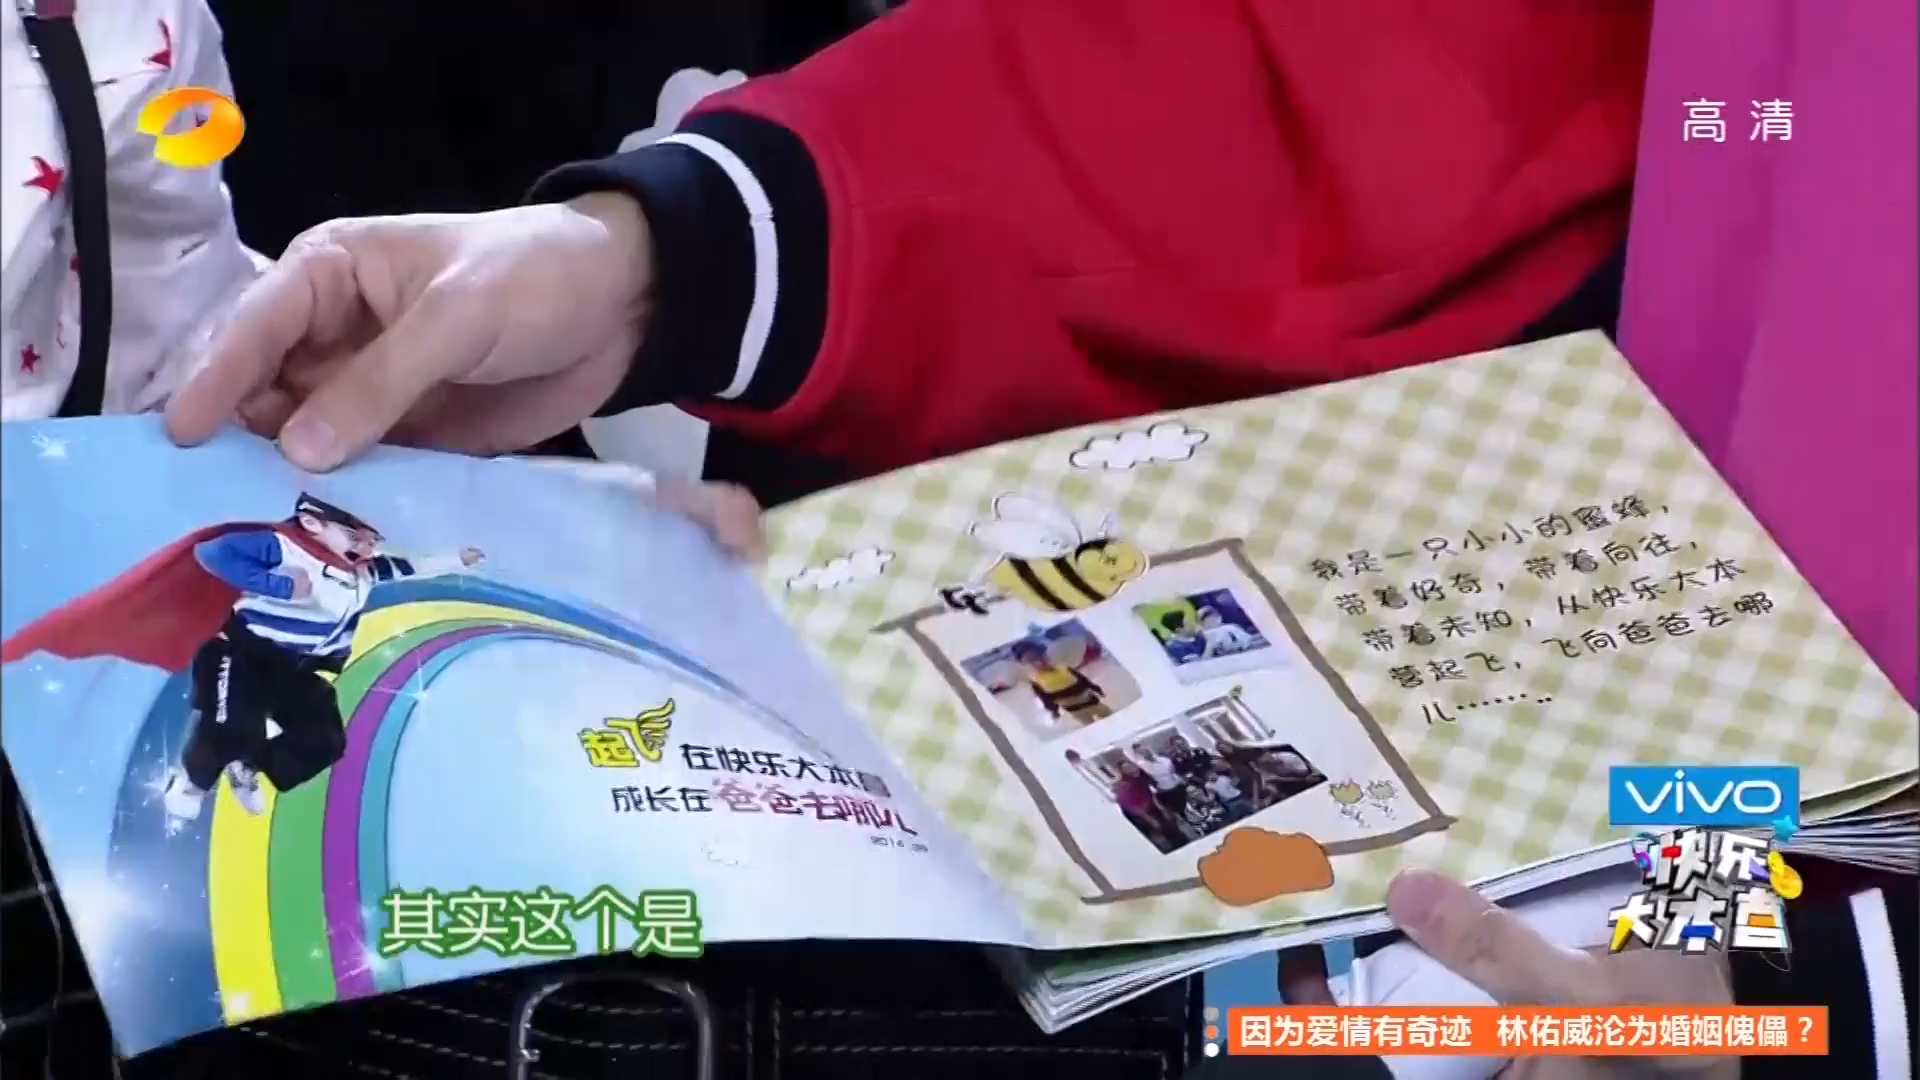 高清
起飞 在快乐大本营
成长在 爸爸去哪儿
我是一只小小的蜜蜂，
带着好奇，带着向往，
带着未知，从快乐大本
营起飞，飞向爸爸去哪
儿……..
其实这个是
vivo
快乐
大本营
因为爱情有奇迹 林佑威沦为婚姻傀儡？